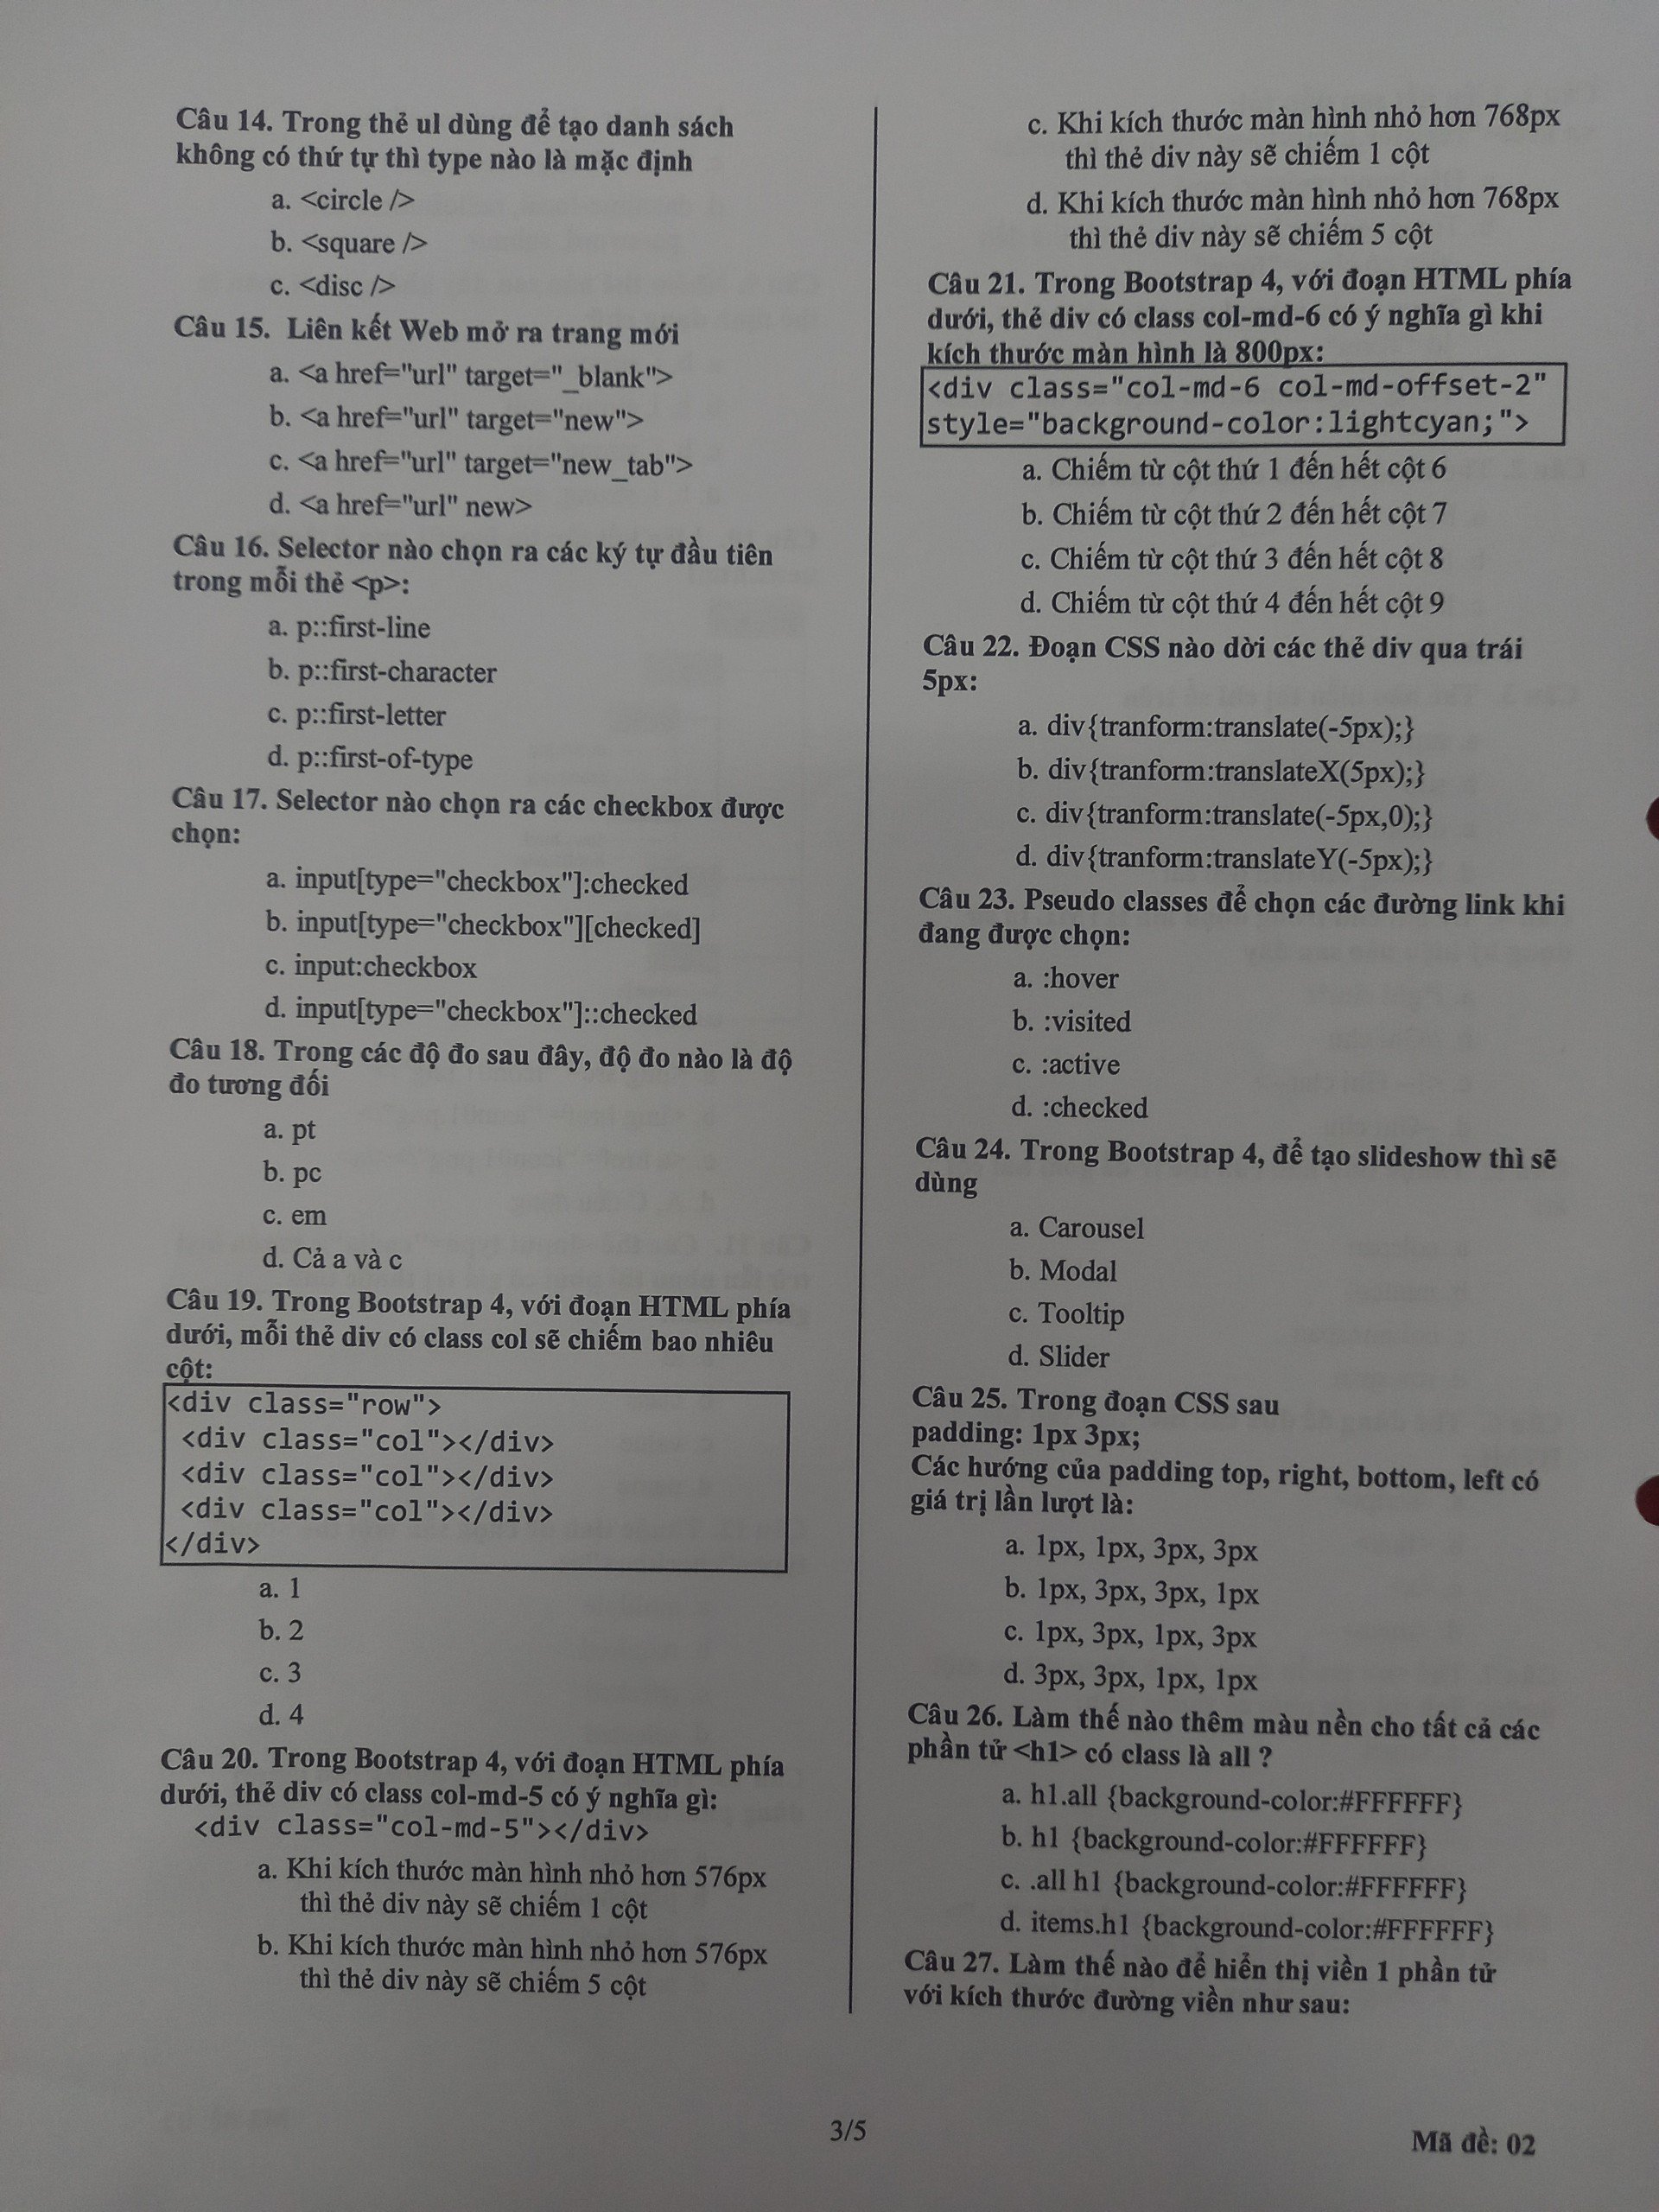 Câu 14. Trong thẻ ul dùng để tạo danh sách
không có thứ tự thì type nào là mặc định
a. <circle />
b. <square />
c. <disc />
Câu 15. Liên kết Web mở ra trang mới
a. <a href="url" target="_blank">
b. <a href="url" target="new">
c. <a href="url" target="new_tab">
d. <a href="url" new>
Câu 16. Selector nào chọn ra các ký tự đầu tiên
trong mỗi thẻ <p>:
a. p::first-line
b. p::first-character
c. p::first-letter
d. p::first-of-type
Câu 17. Selector nào chọn ra các checkbox được
chọn:
a. input[type="checkbox"]:checked
b. input[type="checkbox"][checked]
c. input:checkbox
d. input[type="checkbox"]::checked
Câu 18. Trong các độ đo sau đây, độ đo nào là độ
đo tương đối
a. pt
b. pc
c. em
d. Cả a và c
Câu 19. Trong Bootstrap 4, với đoạn HTML phía
dưới, mỗi thẻ div có class col sẽ chiếm bao nhiêu
cột:
<div class="row">
<div class="col"></div>
<div class="col"></div>
<div class="col"></div>
</div>
a. 1
b. 2
c. 3
d. 4
Câu 20. Trong Bootstrap 4, với đoạn HTML phía
dưới, thẻ div có class col-md-5 có ý nghĩa gì:
<div class="col-md-5"></div>
a. Khi kích thước màn hình nhỏ hơn 576px
thì thẻ div này sẽ chiếm 1 cột
b. Khi kích thước màn hình nhỏ hơn 576px
thì thẻ div này sẽ chiếm 5 cột
c. Khi kích thước màn hình nhỏ hơn 768px
thì thẻ div này sẽ chiếm 1 cột
d. Khi kích thước màn hình nhỏ hơn 768px
thì thẻ div này sẽ chiếm 5 cột
Câu 21. Trong Bootstrap 4, với đoạn HTML phía
dưới, thẻ div có class col-md-6 có ý nghĩa gì khi
kích thước màn hình là 800px:
<div class="col-md-6 col-md-offset-2"
style="background-color:lightcyan;">
a. Chiếm từ cột thứ 1 đến hết cột 6
b. Chiếm từ cột thứ 2 đến hết cột 7
c. Chiếm từ cột thứ 3 đến hết cột 8
d. Chiếm từ cột thứ 4 đến hết cột 9
Câu 22. Đoạn CSS nào dời các thẻ div qua trái
5px:
a. div{tranform:translate(-5px);}
b. div{tranform:translateX(5px);}
c. div{tranform:translate(-5px,0);}
d. div{tranform:translateY(-5px);}
Câu 23. Pseudo classes để chọn các đường link khi
đang được chọn:
a. :hover
b. :visited
c. :active
d. :checked
Câu 24. Trong Bootstrap 4, để tạo slideshow thì sẽ
dùng
a. Carousel
b. Modal
c. Tooltip
d. Slider
Câu 25. Trong đoạn CSS sau
padding: 1px 3px;
Các hướng của padding top, right, bottom, left có
giá trị lần lượt là:
a. 1px, 1px, 3px, 3px
b. 1px, 3px, 3px, 1px
c. 1px, 3px, 1px, 3px
d. 3px, 3px, 1px, 1px
Câu 26. Làm thế nào thêm màu nền cho tất cả các
phần tử <h1> có class là all ?
a. h1.all {background-color:#FFFFFF}
b. h1 {background-color:#FFFFFF}
c. .all h1 {background-color:#FFFFFF}
d. items.h1 {background-color:#FFFFFF}
Câu 27. Làm thế nào để hiển thị viền 1 phần tử
với kích thước đường viền như sau:
3/5
Mã đề: 02